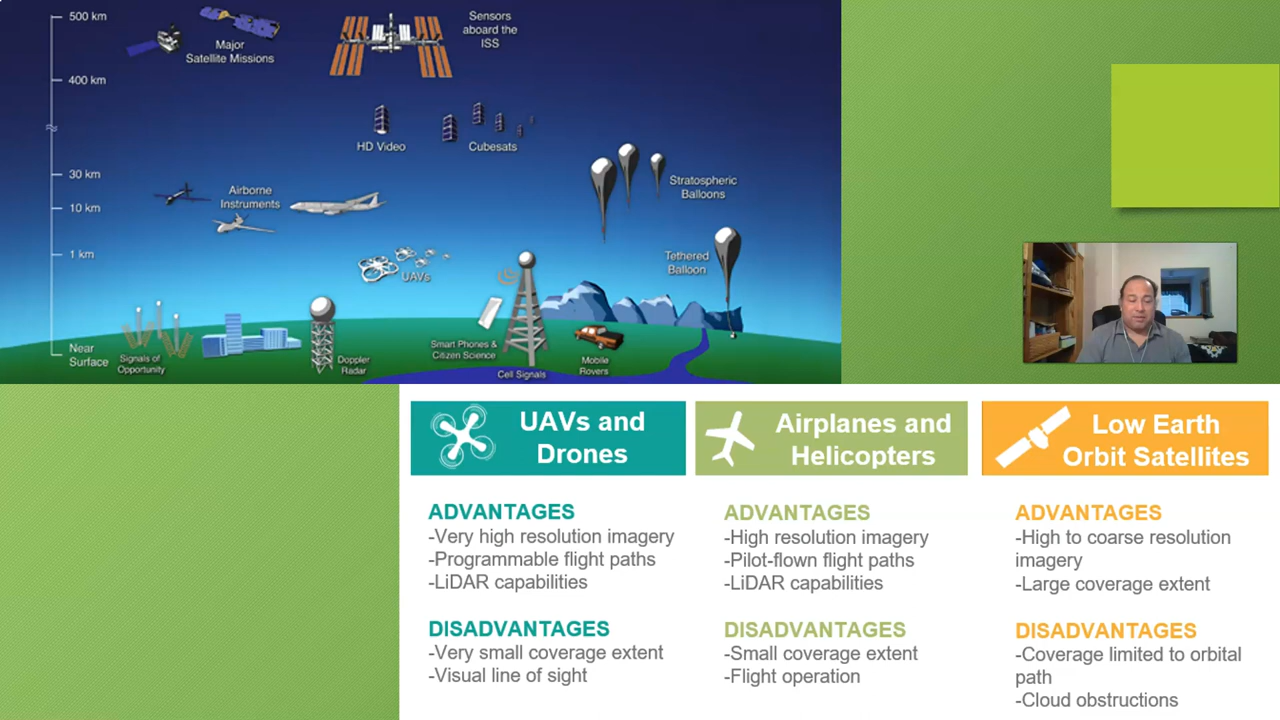 500 km
400 km
30 km
10 km
1 km
Near
Surface
Major
Satellite Missions
Sensors
aboard the
ISS
HD Video
Cubesats
Airborne
Instruments
Stratospheric
Balloons
UAVs
Tethered
Balloon
Signals of
Opportunity
Doppler
Radar
Smart Phones &
Citizen Science
Cell Signals
Mobile
Rovers
UAVs and
Drones
ADVANTAGES
-Very high resolution imagery
-Programmable flight paths
-LiDAR capabilities
DISADVANTAGES
-Very small coverage extent
-Visual line of sight
Airplanes and
Helicopters
ADVANTAGES
-High resolution imagery
-Pilot-flown flight paths
-LiDAR capabilities
DISADVANTAGES
-Small coverage extent
-Flight operation
Low Earth
Orbit Satellites
ADVANTAGES
-High to coarse resolution
imagery
-Large coverage extent
DISADVANTAGES
-Coverage limited to orbital
path
-Cloud obstructions